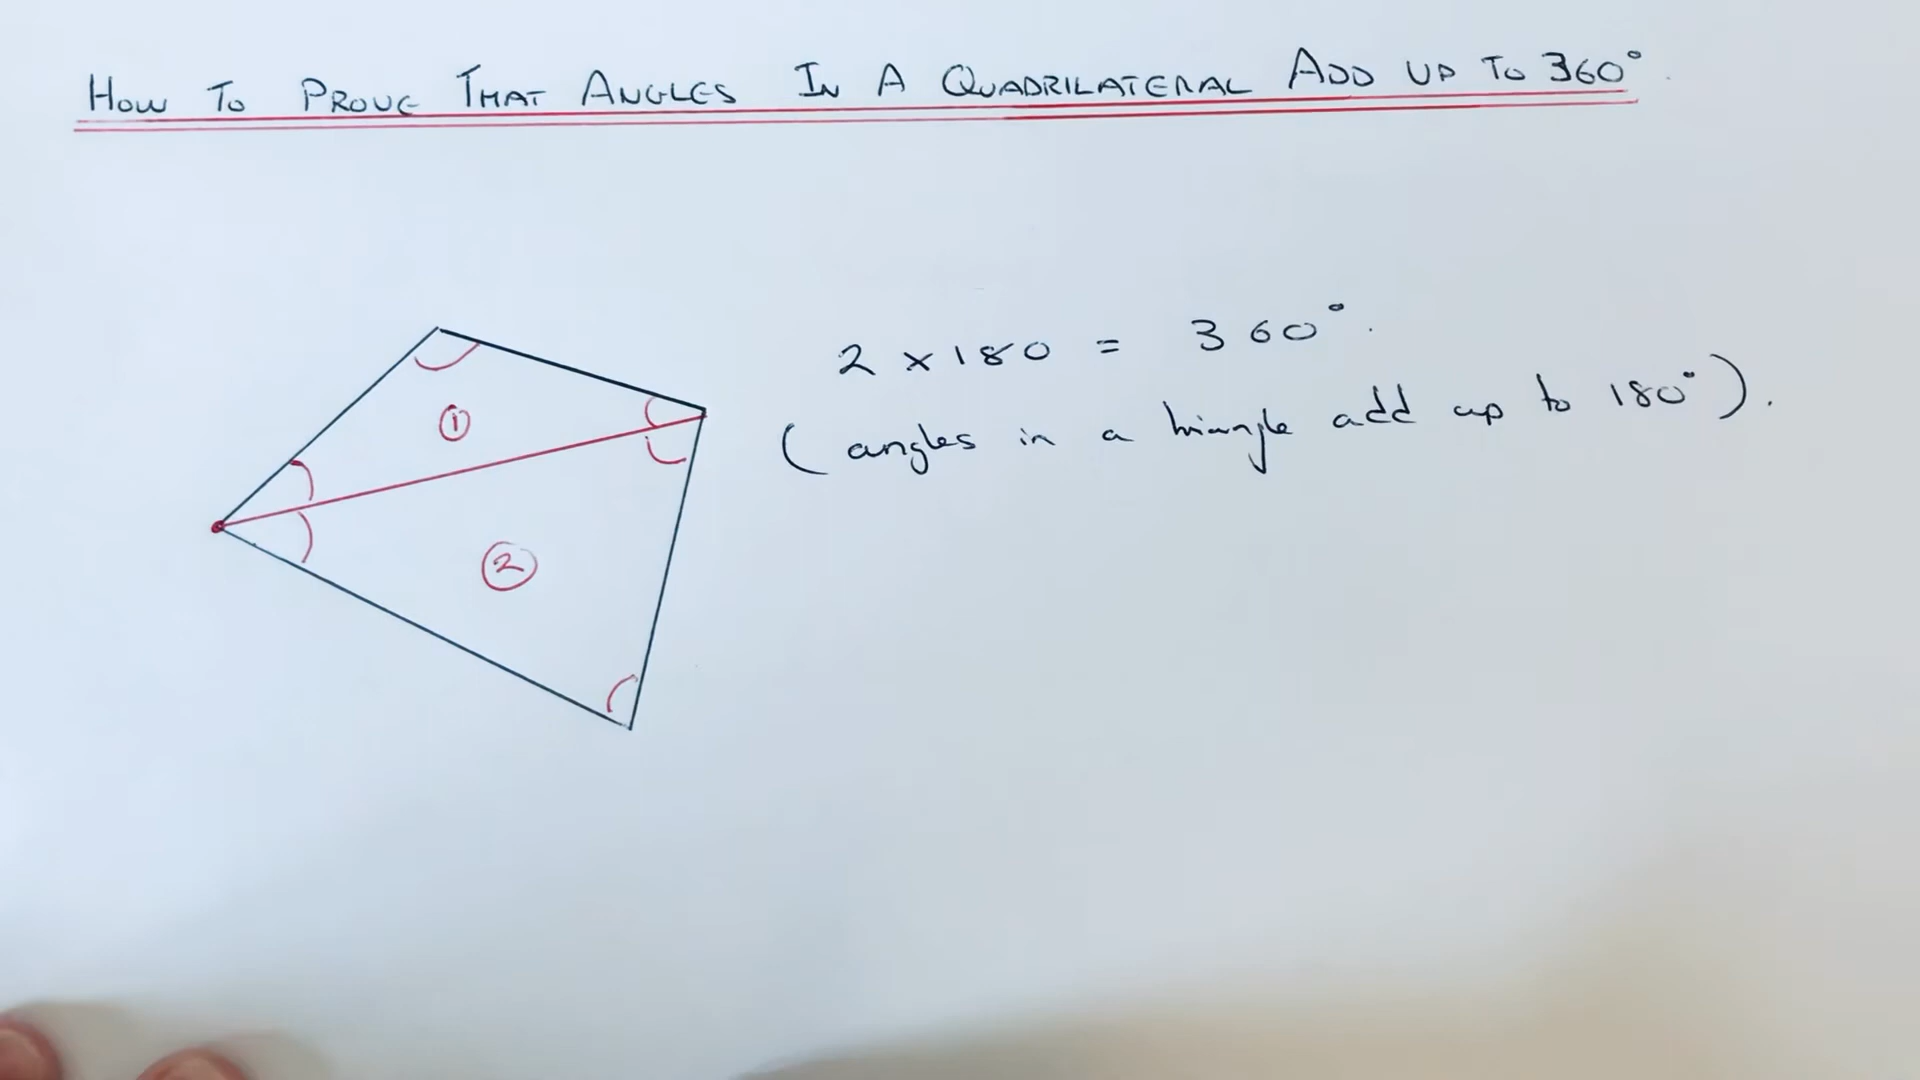 HOW TO PROVE THAT ANGLES IN A QUADRILATERAL ADD UP TO 360°.
2 × 180 = 360°.
(angles in a triangle add up to 180°).
①
②